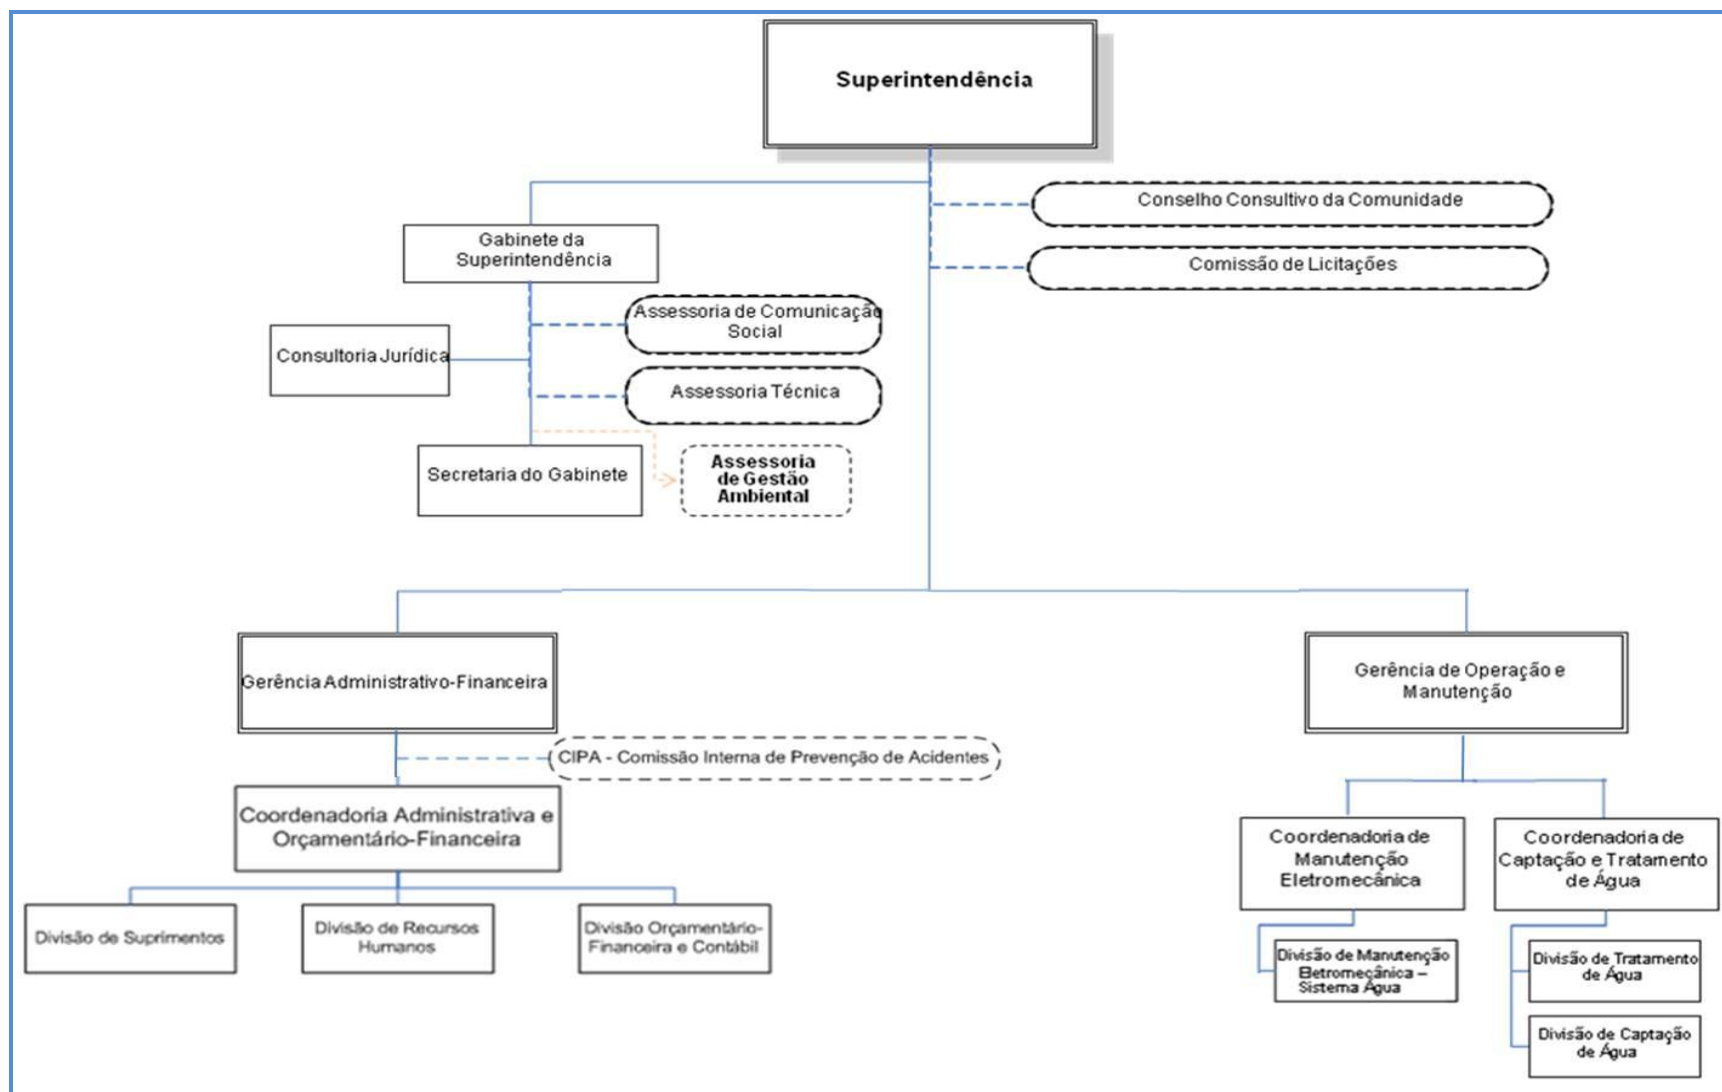 Superintendência
Conselho Consultivo da Comunidade
Gabinete da
Superintendência
Comissão de Licitações
Assessoria de Comunicação
Social
Consultoria Jurídica
Assessoria Técnica
Secretaria do Gabinete
Assessoria
de Gestão
Ambiental
Gerência Administrativo-Financeira
Gerência de Operação e
Manutenção
CIPA - Comissão Interna de Prevenção de Acidentes
Coordenadoria Administrativa e
Orçamentário-Financeira
Coordenadoria de
Manutenção
Eletromecânica
Coordenadoria de
Captação e Tratamento
de Água
Divisão de Suprimentos
Divisão de Recursos
Humanos
Divisão Orçamentário-
Financeira e Contábil
Divisão de Manutenção
Eletromecânica –
Sistema Água
Divisão de Tratamento
de Água
Divisão de Captação
de Água